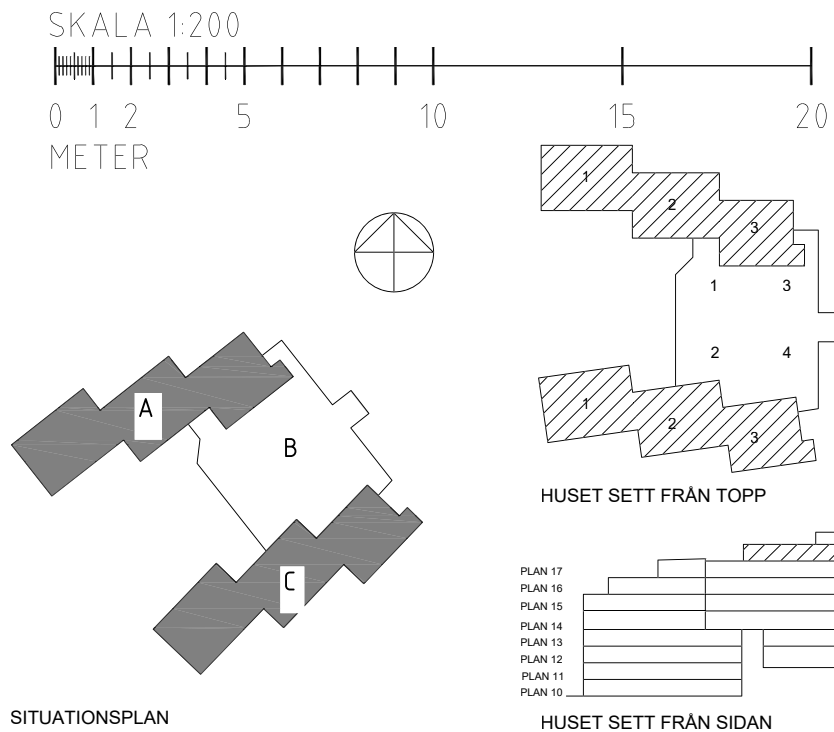 SKALA 1:200
0 1 2 5 10 15 20
METER
1
2
3
1 3
2 4
1
2
3
HUSET SETT FRÅN TOPP
A
B
C
SITUATIONSPLAN
PLAN 17
PLAN 16
PLAN 15
PLAN 14
PLAN 13
PLAN 12
PLAN 11
PLAN 10
HUSET SETT FRÅN SIDAN